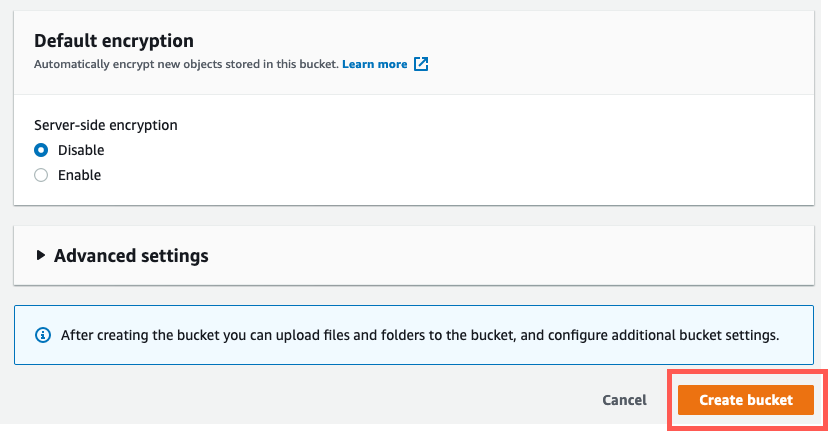 Default encryption
Automatically encrypt new objects stored in this bucket. Learn more
Server-side encryption
Disable
Enable
Advanced settings
After creating the bucket you can upload files and folders to the bucket, and configure additional bucket settings.
Cancel Create bucket